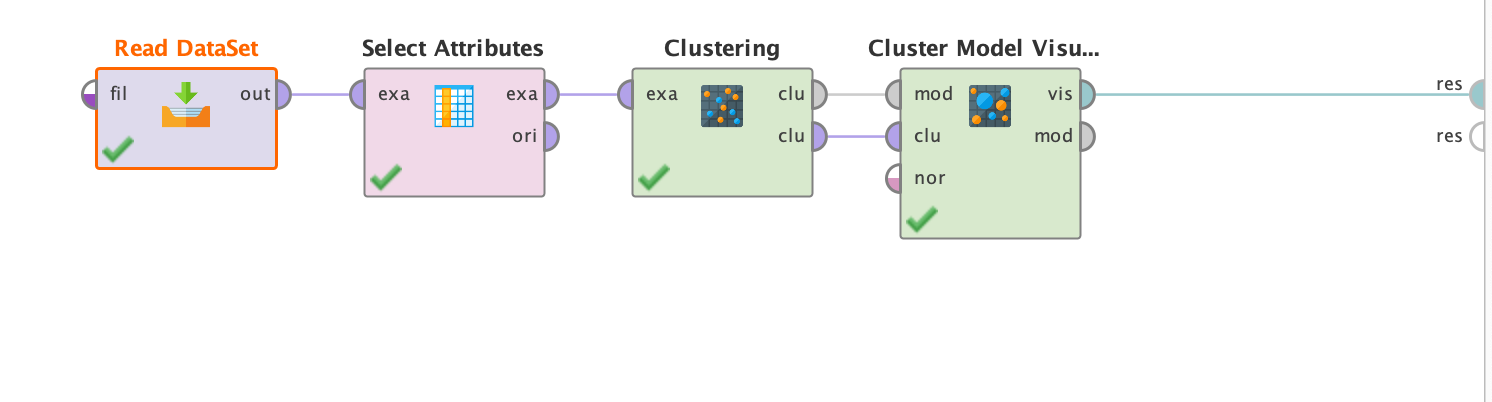 Read DataSet
fil
out
Select Attributes
exa
exa
ori
Clustering
exa
clu
clu
Cluster Model Visu...
mod
vis
clu
mod
nor
res
res